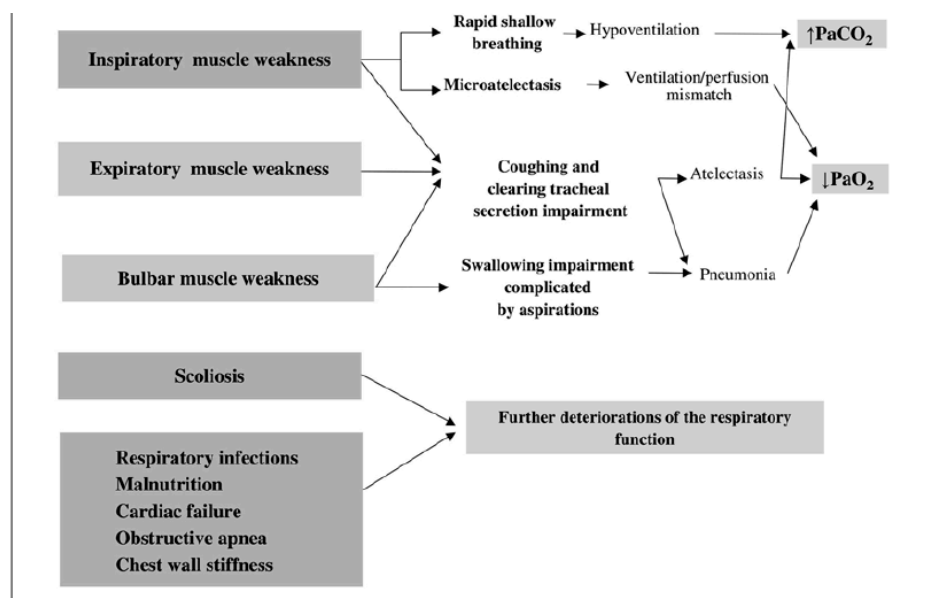 Inspiratory muscle weakness
Rapid shallow
breathing
Hypoventilation
↑PaCO₂
Microatelectasis
Ventilation/perfusion
mismatch
Expiratory muscle weakness
Coughing and
clearing tracheal
secretion impairment
Atelectasis
↓PaO₂
Bulbar muscle weakness
Swallowing impairment
complicated
by aspirations
Pneumonia
Scoliosis
Further deteriorations of the respiratory
function
Respiratory infections
Malnutrition
Cardiac failure
Obstructive apnea
Chest wall stiffness